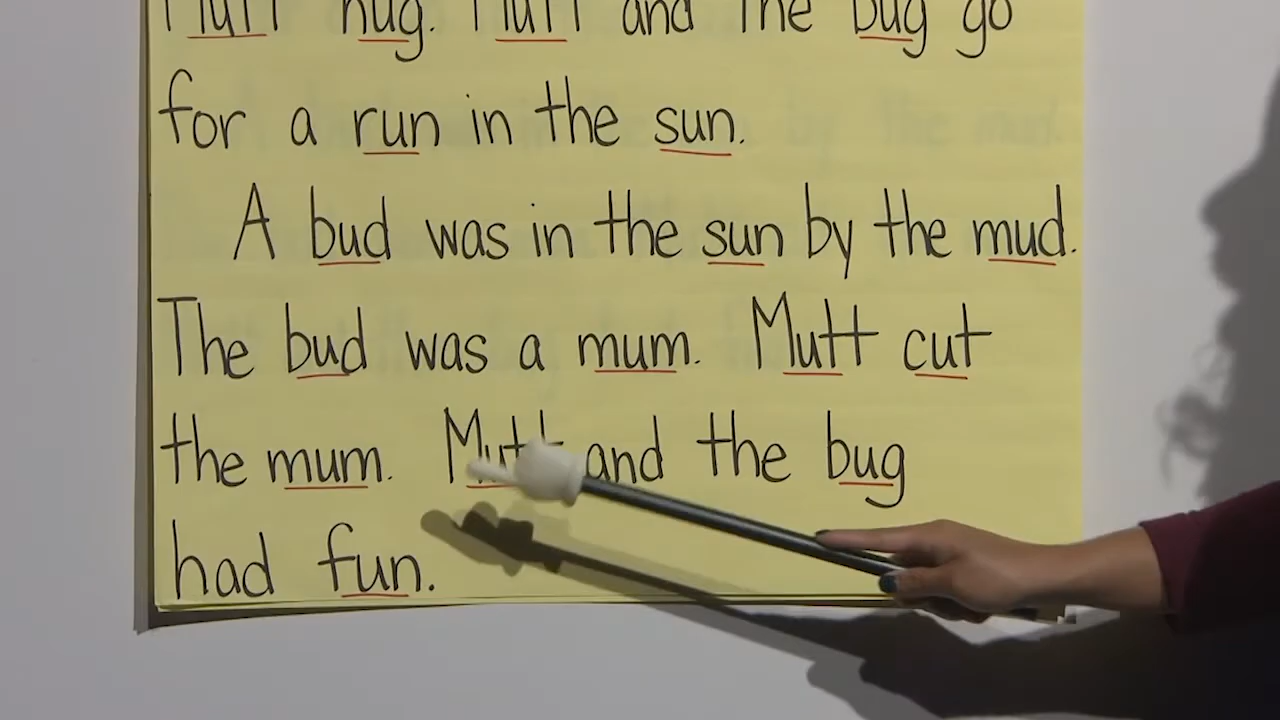 Mutt hug. Mutt and the bug go
for a run in the sun.
A bud was in the sun by the mud.
The bud was a mum. Mutt cut
the mum. Mutt and the bug
had fun.